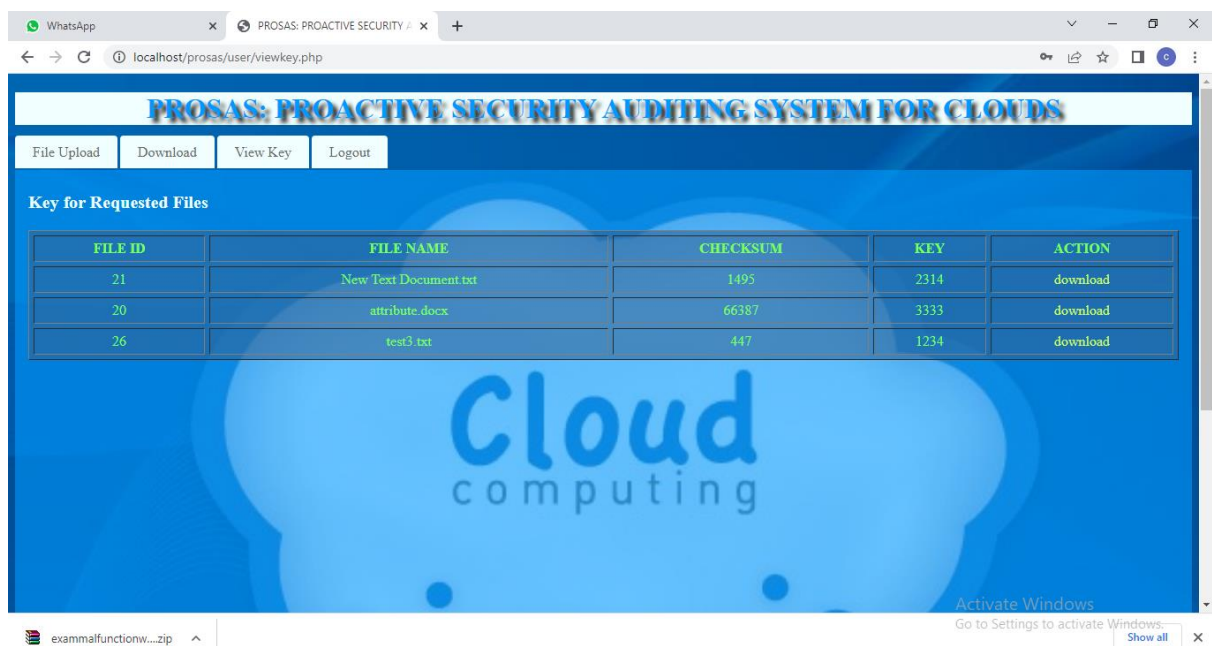 WhatsApp PROSAS: PROACTIVE SECURITY A
localhost/prosas/user/viewkey.php C
PROSAS: PROACTIVE SECURITY AUDITING SYSTEM FOR CLOUDS
File Upload Download View Key Logout
Key for Requested Files
FILE ID FILE NAME CHECKSUM KEY ACTION
21 New Text Document.txt 1495 2314 download
20 attribute.docx 66387 3333 download
26 test3.txt 447 1234 download
Cloud
computing
Activate Windows
Go to Settings to activate Windows.
exammalfunctionw....zip Show all